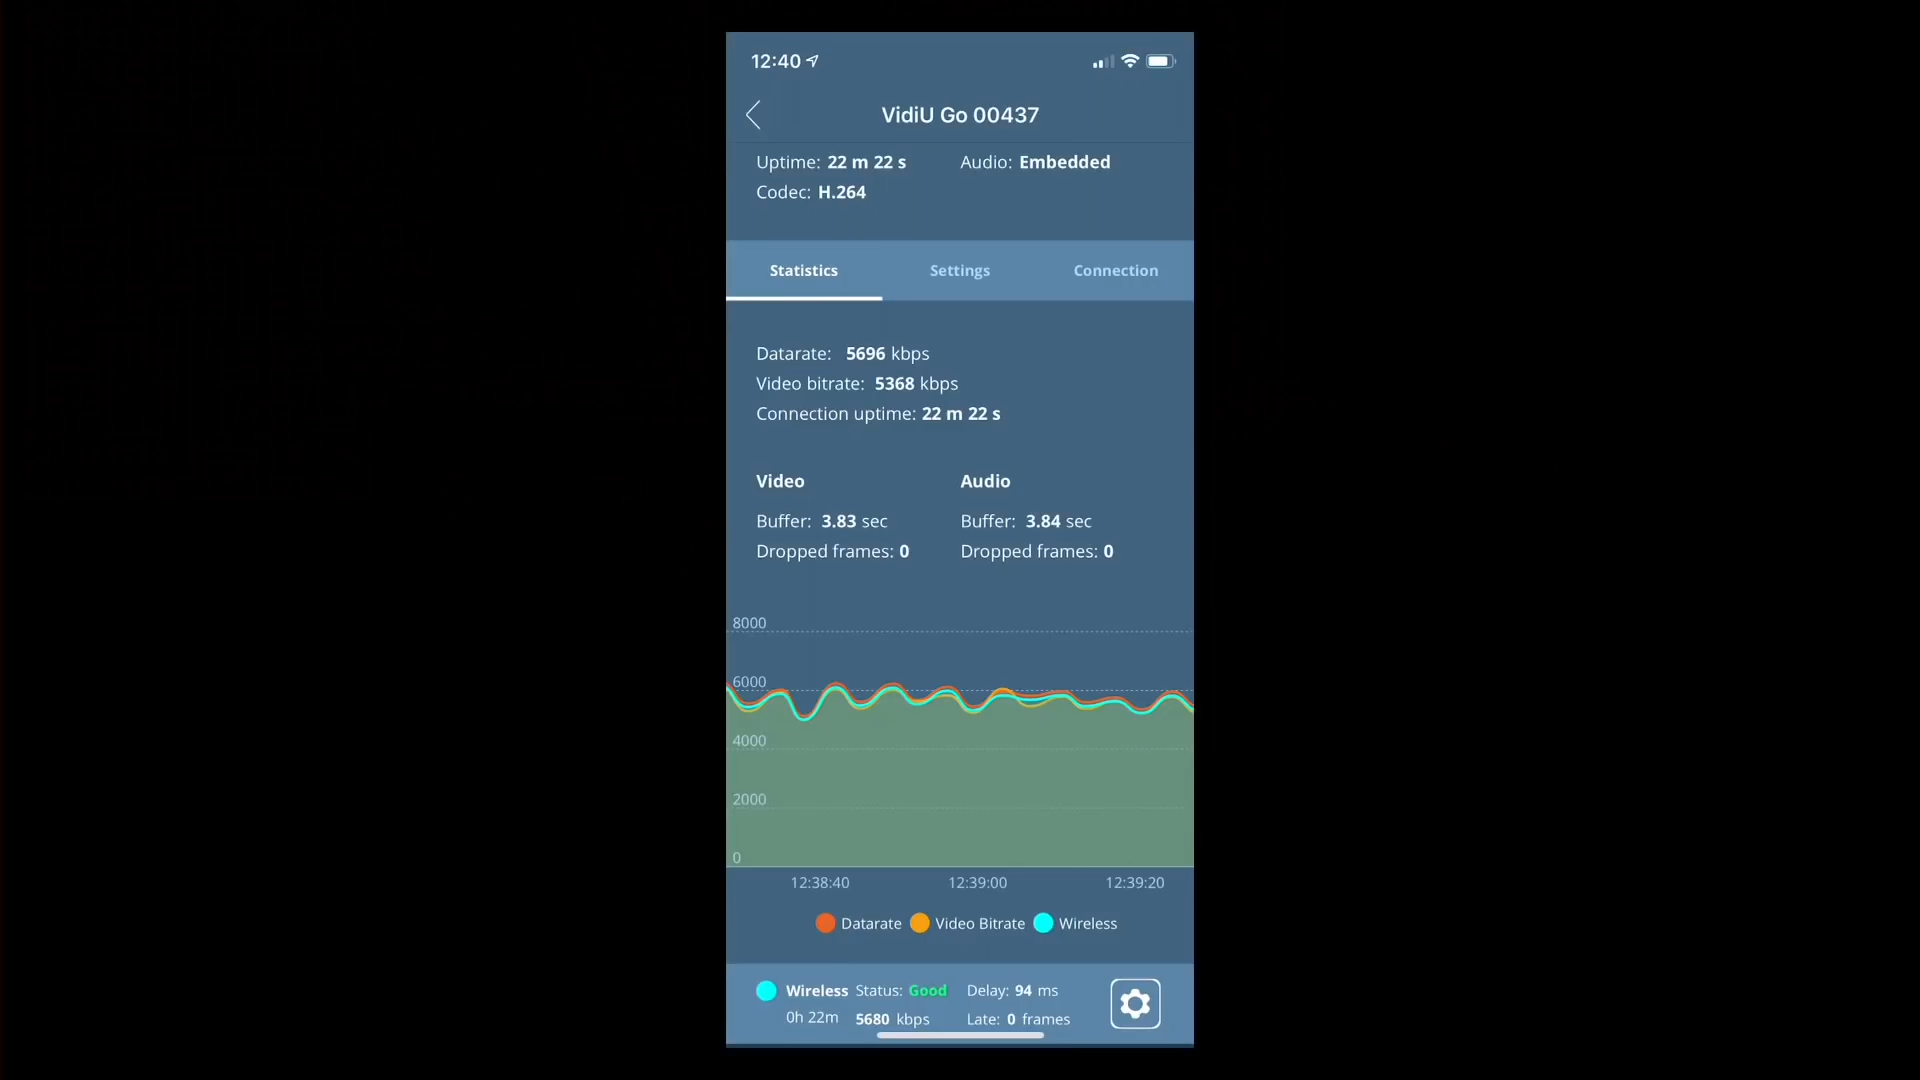 12:40
VidiU Go 00437
Uptime: 22 m 22 s Audio: Embedded
Codec: H.264
Statistics Settings Connection
Datarate: 5696 kbps
Video bitrate: 5368 kbps
Connection uptime: 22 m 22 s
Video Audio
Buffer: 3.83 sec Buffer: 3.84 sec
Dropped frames: 0 Dropped frames: 0
8000
6000
4000
2000
0
12:38:40 12:39:00 12:39:20
Datarate Video Bitrate Wireless
Wireless Status: Good Delay: 94 ms
0h 22m 5680 kbps Late: 0 frames